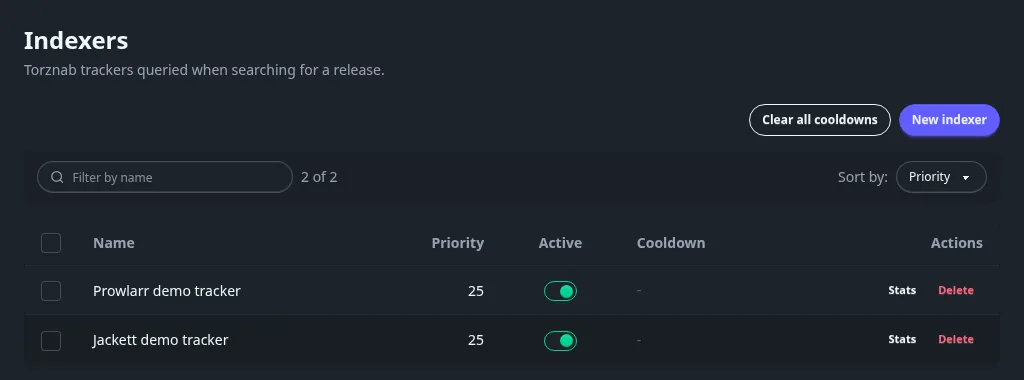 Indexers
Torznab trackers queried when searching for a release.
Clear all cooldowns New indexer
Filter by name 2 of 2 Sort by: Priority
Name Priority Active Cooldown Actions
Prowlarr demo tracker 25 - Stats Delete
Jackett demo tracker 25 - Stats Delete